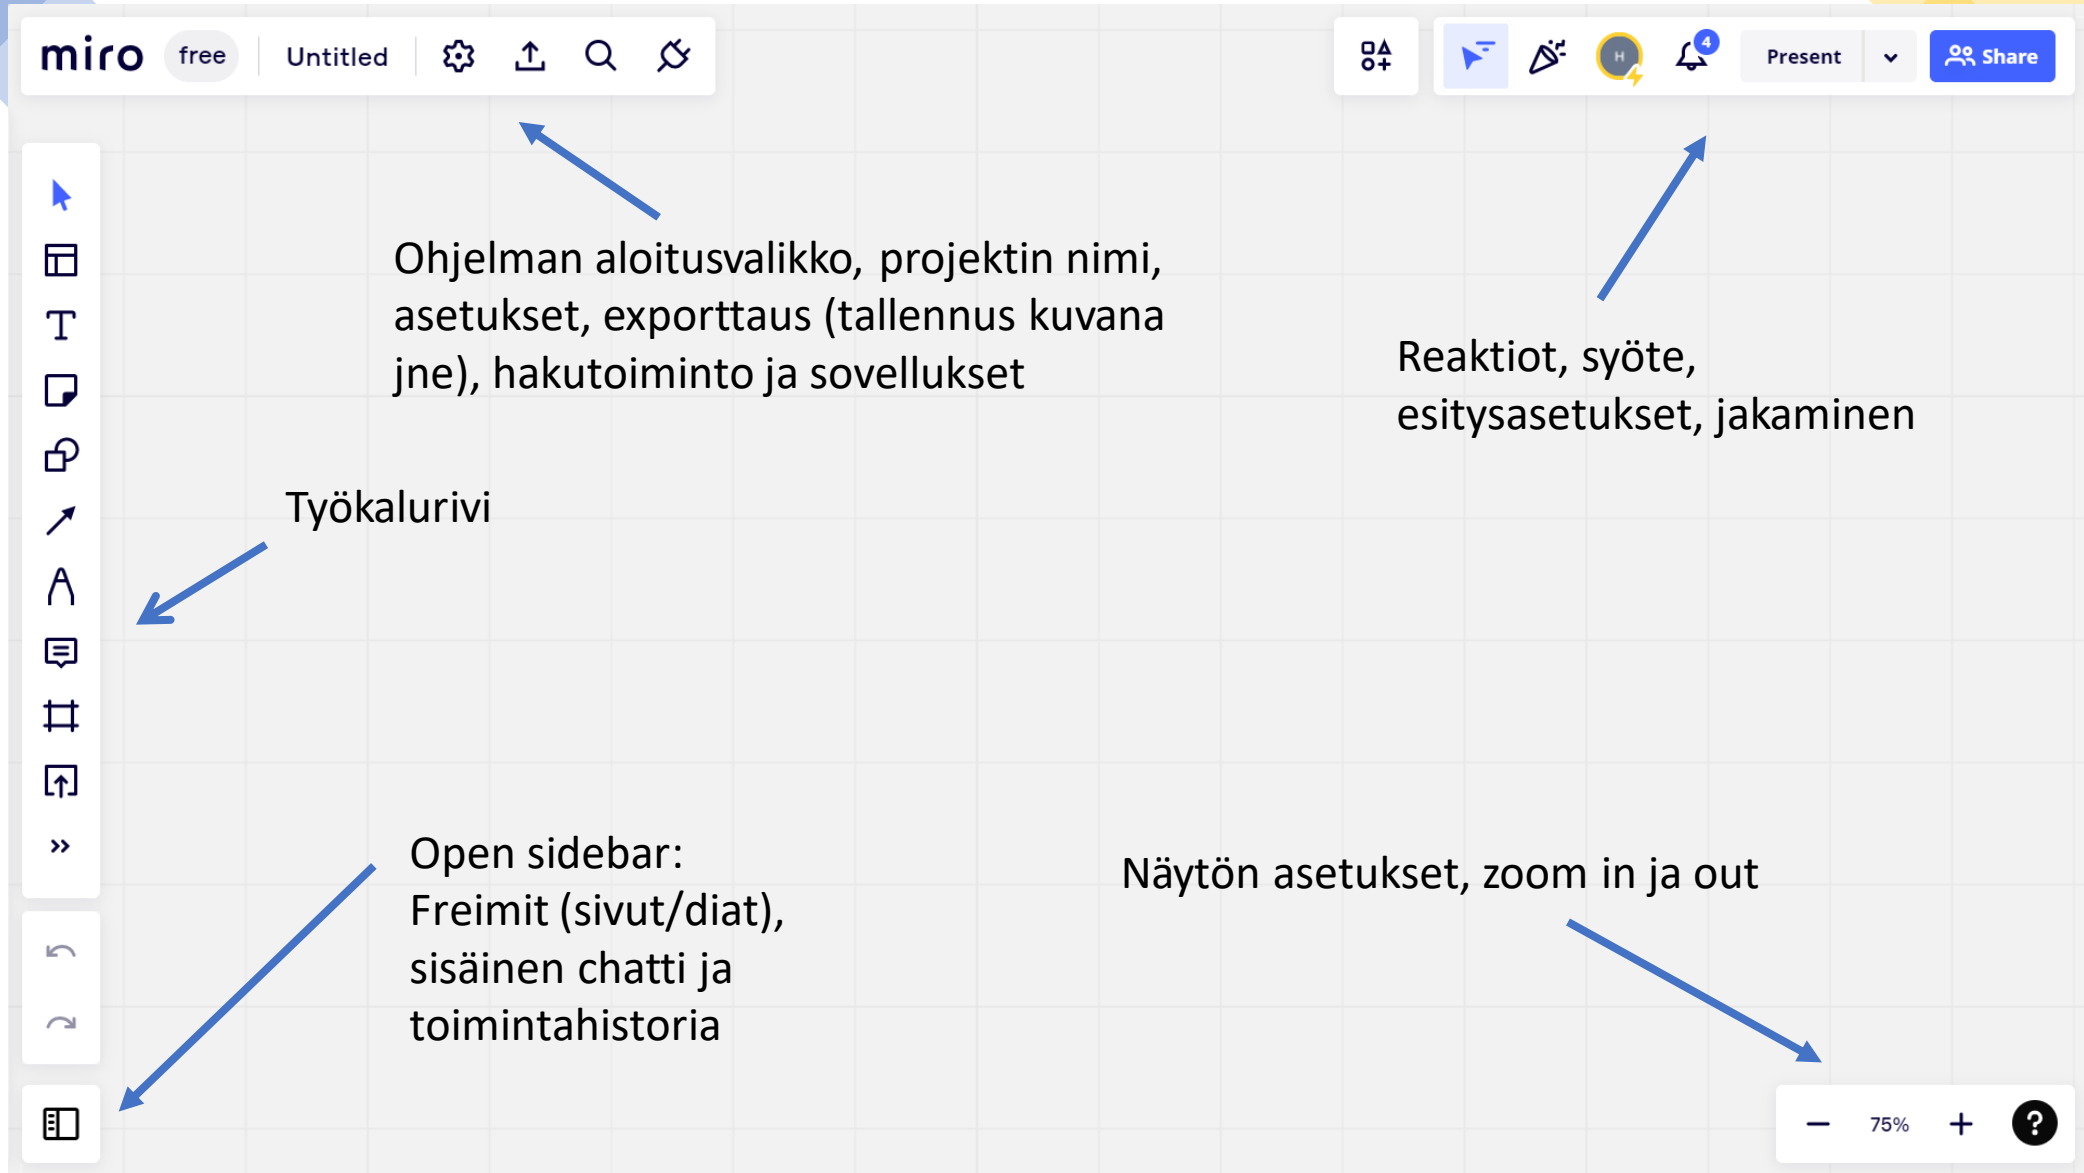 miro free Untitled
4
H
Present
Share
Ohjelman aloitusvalikko, projektin nimi,
asetukset, exporttaus (tallennus kuvana
jne), hakutoiminto ja sovellukset
Reaktiot, syöte,
esitysasetukset, jakaminen
Työkalurivi
Open sidebar:
Freimit (sivut/diat),
sisäinen chatti ja
toimintahistoria
Näytön asetukset, zoom in ja out
75%
?